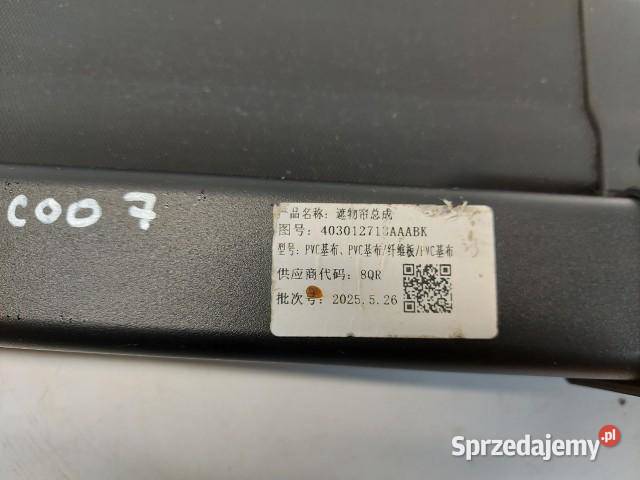 COO 7
产品名称: 遮物帘总成
图号: 403012713AAABK
型号: PVC基布、PVC基布/纤维板/PVC基布
供应商代码: 8QR
批次号: 2025.5.26
Sprzedajemy.pl